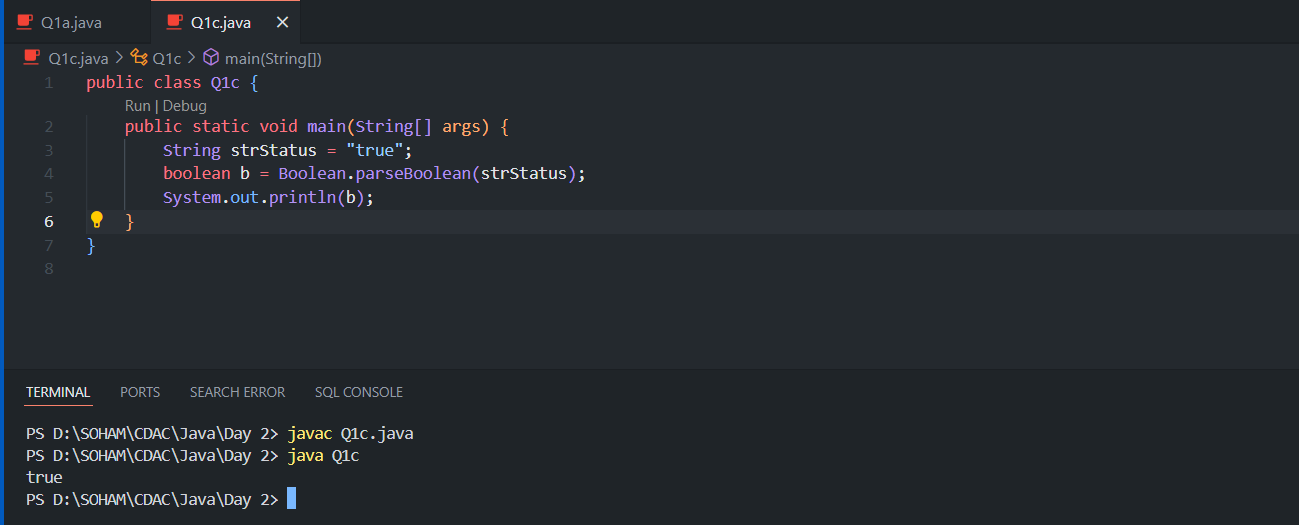 Q1a.java Q1c.java
Q1c.java Q1c main(String[])
1 public class Q1c {
Run | Debug
2 public static void main(String[] args) {
3 String strStatus = "true";
4 boolean b = Boolean.parseBoolean(strStatus);
5 System.out.println(b);
6 }
7 }
8
TERMINAL PORTS SEARCH ERROR SQL CONSOLE
PS D:\SOHAM\CDAC\Java\Day 2> javac Q1c.java
PS D:\SOHAM\CDAC\Java\Day 2> java Q1c
true
PS D:\SOHAM\CDAC\Java\Day 2>